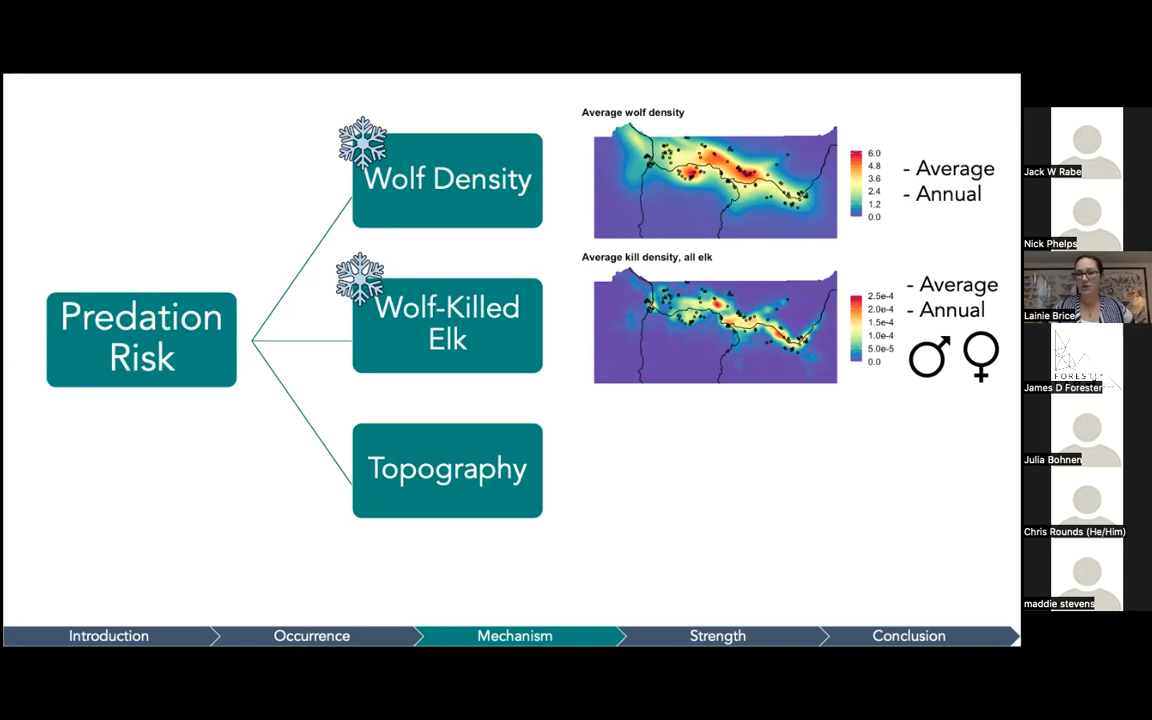 Predation
Risk
Wolf Density
Wolf-Killed
Elk
Topography
Average wolf density
6.0
4.8
3.6
2.4
1.2
0.0
- Average
- Annual
Average kill density, all elk
2.5e-4
2.0e-4
1.5e-4
1.0e-4
5.0e-5
0.0
- Average
- Annual
Introduction
Occurrence
Mechanism
Strength
Conclusion
Jack W Rabe
Nick Phelps
Lainie Brice
FOREST
James D Forester
Julia Bohnen
Chris Rounds (He/Him)
maddie stevens